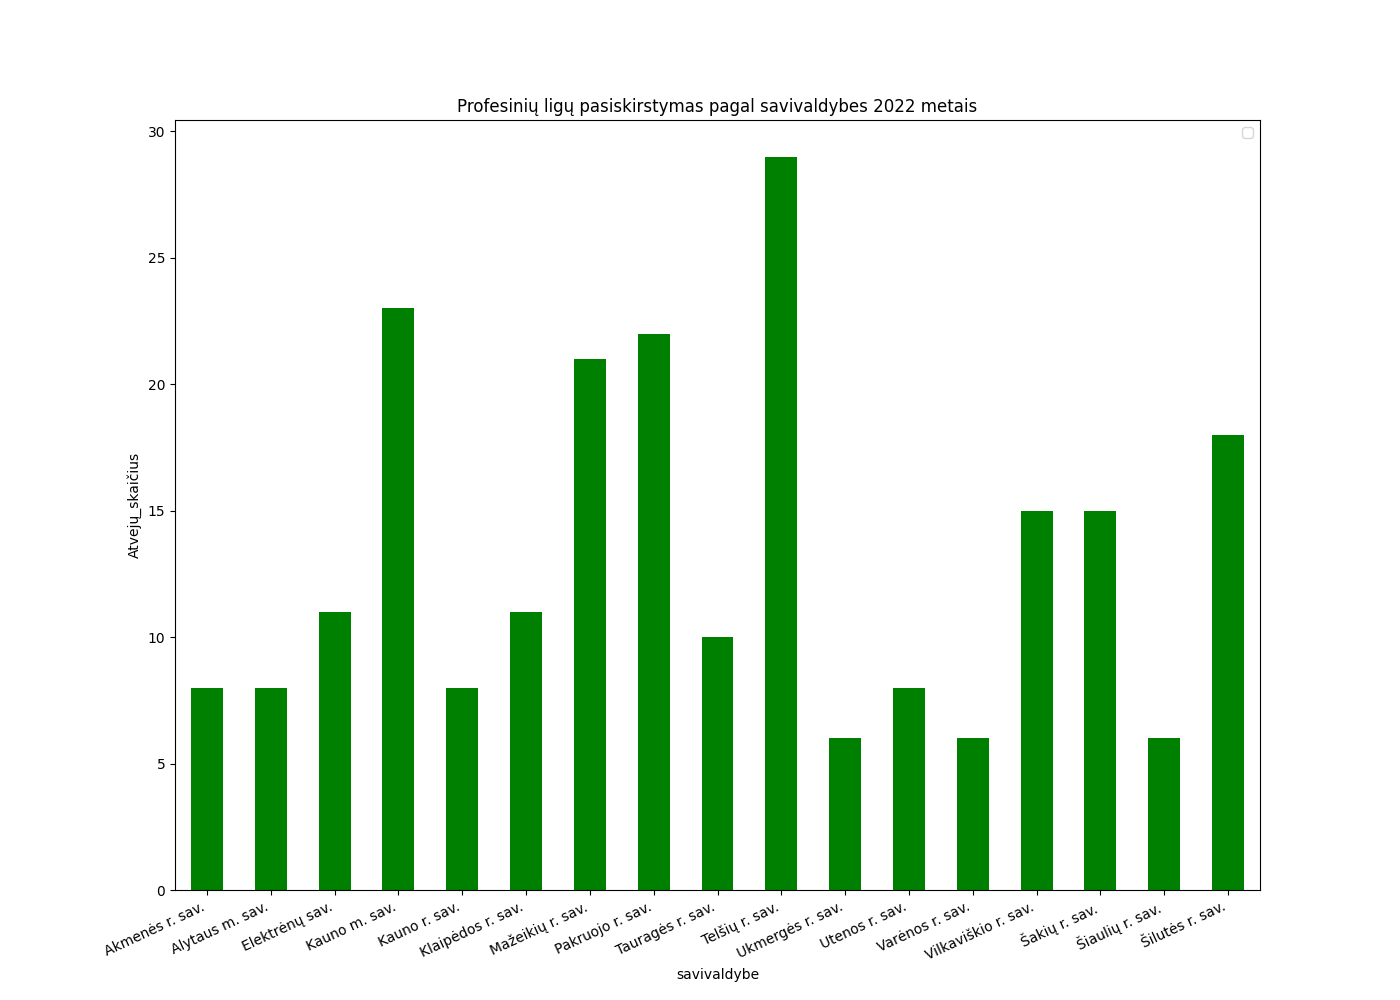 Profesinių ligų pasiskirstymas pagal savivaldybes 2022 metais
30
25
20
15
10
5
0
Atvejų_skaičius
Akmenės r. sav.
Alytaus m. sav.
Elektrėnų sav.
Kauno m. sav.
Kauno r. sav.
Klaipėdos r. sav.
Mažeikių r. sav.
Pakruojo r. sav.
Tauragės r. sav.
Telšių r. sav.
Ukmergės r. sav.
Utenos r. sav.
Varėnos r. sav.
Vilkaviškio r. sav.
Šakių r. sav.
Šiaulių r. sav.
Šilutės r. sav.
savivaldybe